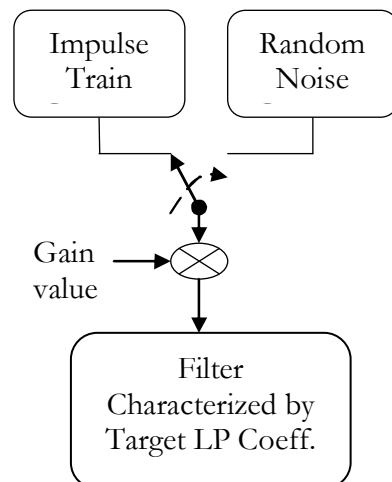 Impulse
Train
Random
Noise
Gain
value
Filter
Characterized by
Target LP Coeff.